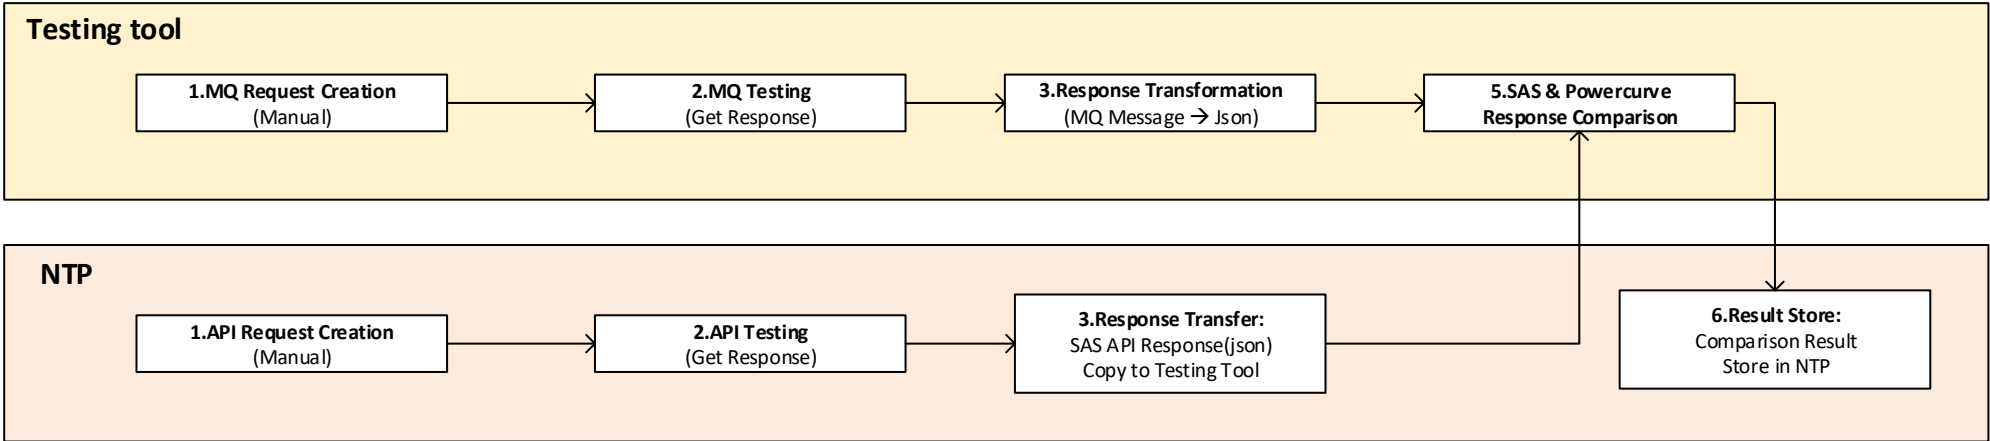 Testing tool
1.MQ Request Creation
(Manual)
2.MQ Testing
(Get Response)
3.Response Transformation
(MQ Message → Json)
5.SAS & Powercurve
Response Comparison
NTP
1.API Request Creation
(Manual)
2.API Testing
(Get Response)
3.Response Transfer:
SAS API Response(json)
Copy to Testing Tool
6.Result Store:
Comparison Result
Store in NTP